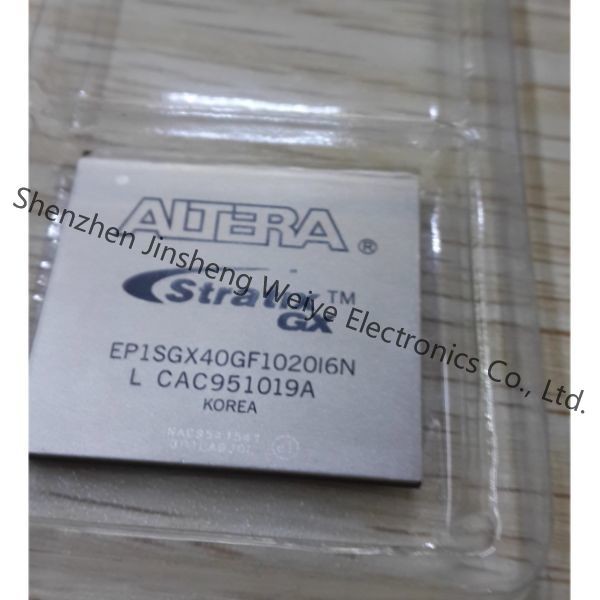 ALTERA®
Stratix™
GX
EP1SGX40GF1020I6N
L CAC951019A
KOREA
Shenzhen Jinsheng Weiye Electronics Co., Ltd.